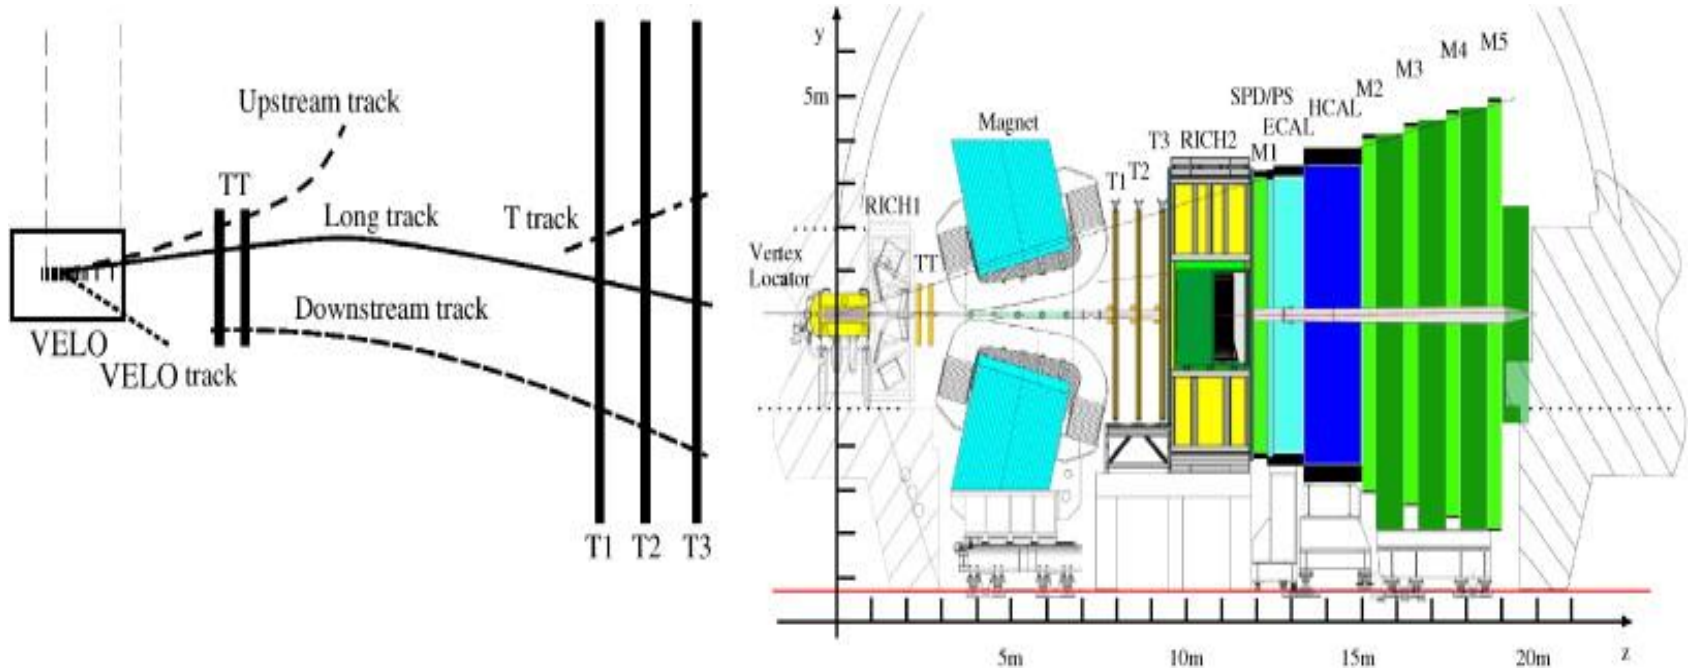 Upstream track
TT
Long track
T track
Downstream track
VELO
VELO track
T1 T2 T3
y
5m
Magnet
RICH1
Vertex
Locator
TT
T1
T2
T3
RICH2
M1
SPD/PS
ECAL
HCAL
M2
M3
M4
M5
5m 10m 15m 20m z